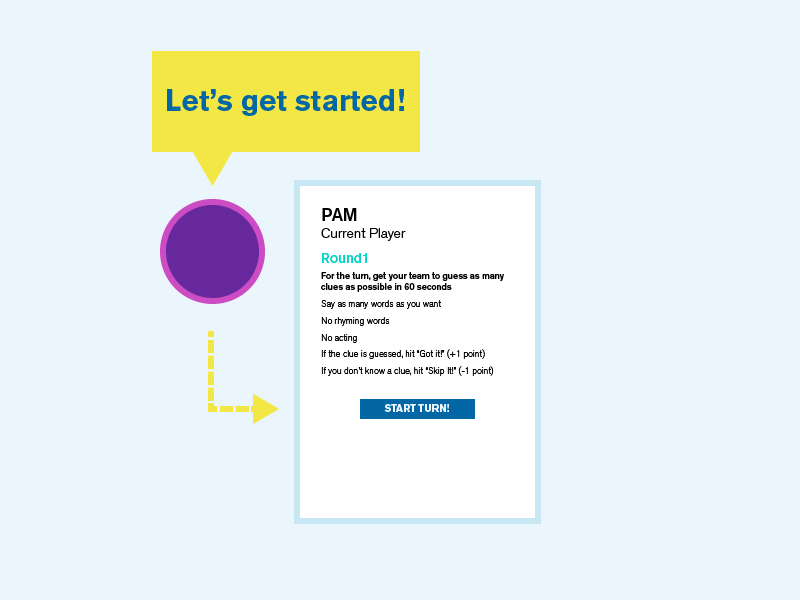 Let’s get started!
PAM
Current Player
Round1
For the turn, get your team to guess as many
clues as possible in 60 seconds
Say as many words as you want
No rhyming words
No acting
If the clue is guessed, hit “Got it!” (+1 point)
If you don’t know a clue, hit “Skip It!” (-1 point)
START TURN!